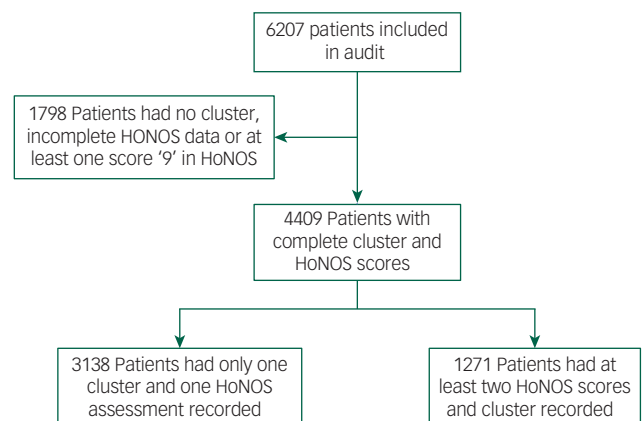 6207 patients included
in audit
1798 Patients had no cluster,
incomplete HONOS data or at
least one score '9' in HoNOS
4409 Patients with
complete cluster and
HoNOS scores
3138 Patients had only one
cluster and one HoNOS
assessment recorded
1271 Patients had at
least two HoNOS scores
and cluster recorded